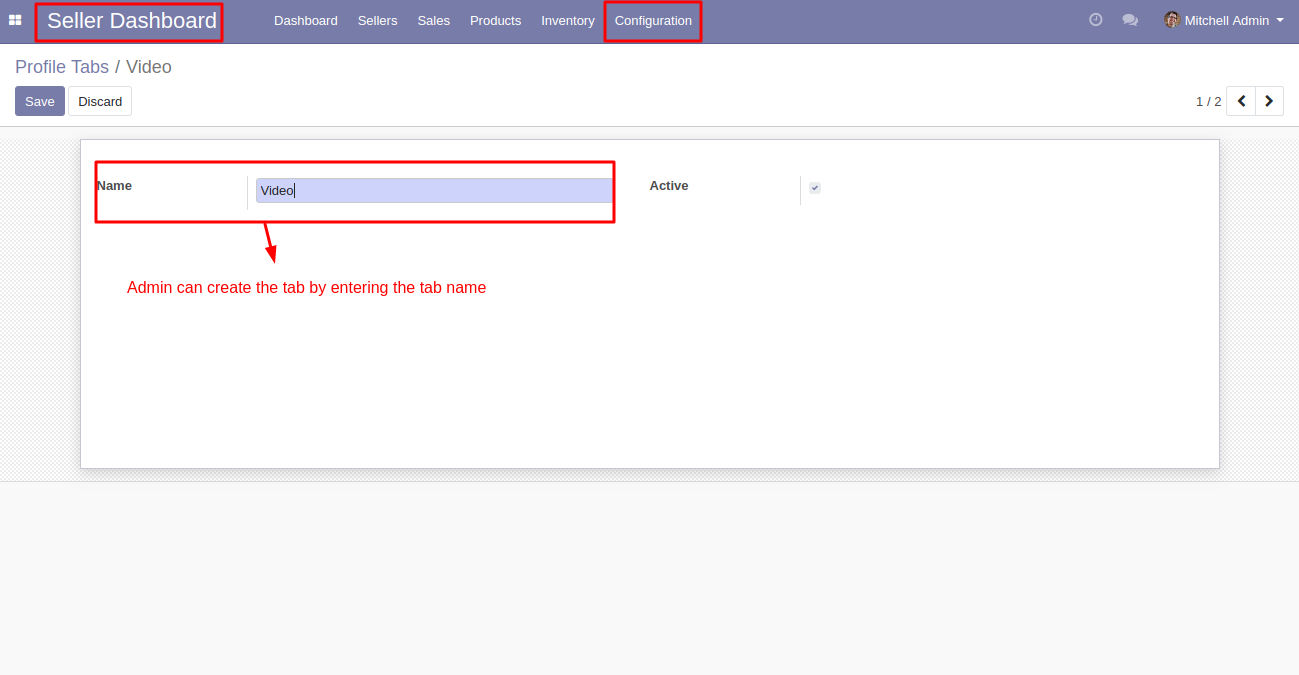 Seller Dashboard Dashboard Sellers Sales Products Inventory Configuration Mitchell Admin
Profile Tabs / Video
Save Discard 1 / 2
Name Video Active
Admin can create the tab by entering the tab name